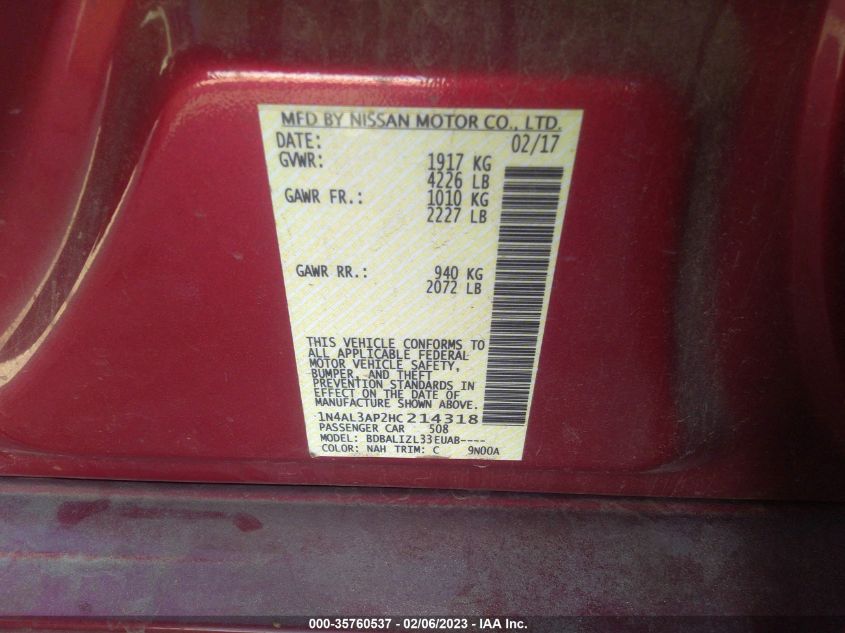 MFD BY NISSAN MOTOR CO., LTD.
DATE: 02/17
GVWR: 1917 KG
4226 LB
GAWR FR.: 1010 KG
2227 LB
GAWR RR.: 940 KG
2072 LB
THIS VEHICLE CONFORMS TO
ALL APPLICABLE FEDERAL
MOTOR VEHICLE SAFETY,
BUMPER, AND THEFT
PREVENTION STANDARDS IN
EFFECT ON THE DATE OF
MANUFACTURE SHOWN ABOVE.
1N4AL3AP2HC214318
PASSENGER CAR 508
MODEL: BDBALIZL33EUAB----
COLOR: NAH TRIM: C 9N00A
000-35760537 - 02/06/2023 - IAA Inc.